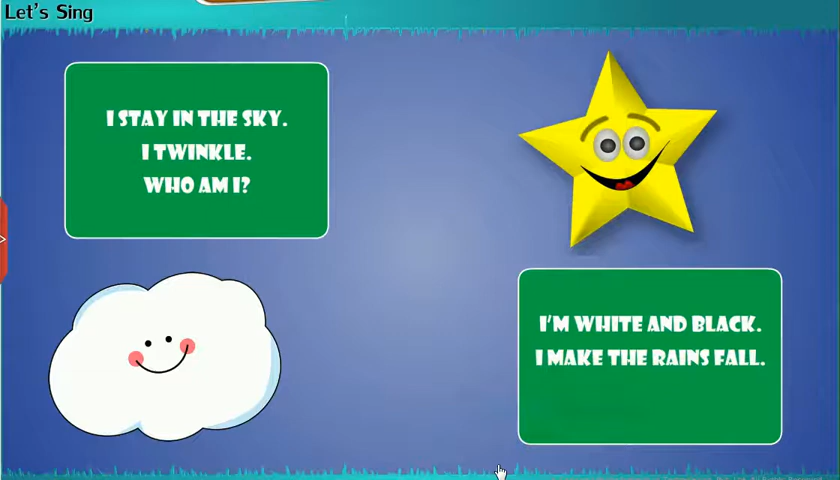 Let's Sing
I STAY IN THE SKY.
I TWINKLE.
WHO AM I?
I'M WHITE AND BLACK.
I MAKE THE RAINS FALL.